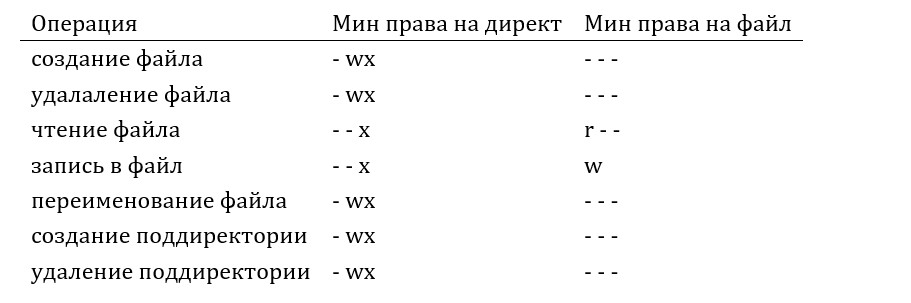 Операция Мин права на директ Мин права на файл
создание файла - wx - - -
удалаление файла - wx - - -
чтение файла - - x r - -
запись в файл - - x w
переименование файла - wx - - -
создание поддиректории - wx - - -
удаление поддиректории - wx - - -